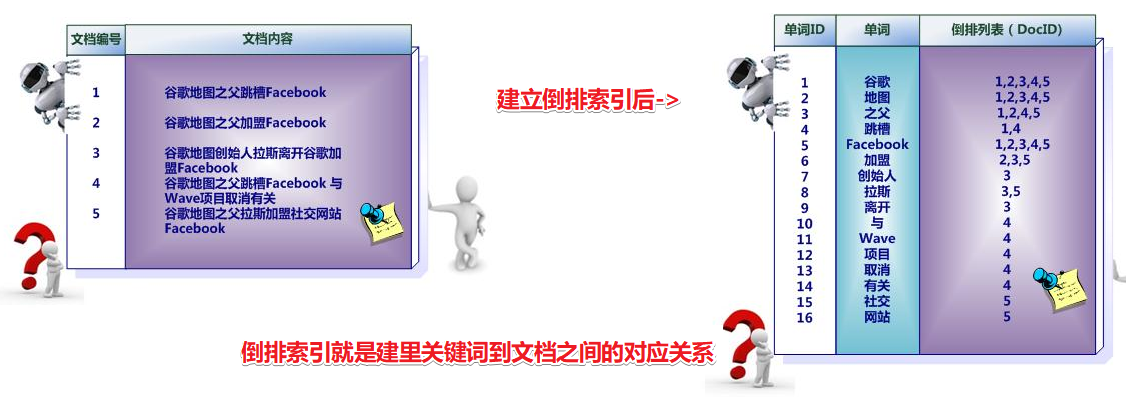 文档编号 文档内容
1 谷歌地图之父跳槽Facebook
2 谷歌地图之父加盟Facebook
3 谷歌地图创始人拉斯离开谷歌加
盟Facebook
4 谷歌地图之父跳槽Facebook 与
Wave项目取消有关
5 谷歌地图之父拉斯加盟社交网站
Facebook
建立倒排索引后->
单词ID 单词 倒排列表（DocID)
1 谷歌 1,2,3,4,5
2 地图 1,2,3,4,5
3 之父 1,2,4,5
4 跳槽 1,4
5 Facebook 1,2,3,4,5
6 加盟 2,3,5
7 创始人 3
8 拉斯 3,5
9 离开 3
10 与 4
11 Wave 4
12 项目 4
13 取消 4
14 有关 4
15 社交 5
16 网站 5
倒排索引就是建里关键词到文档之间的对应关系